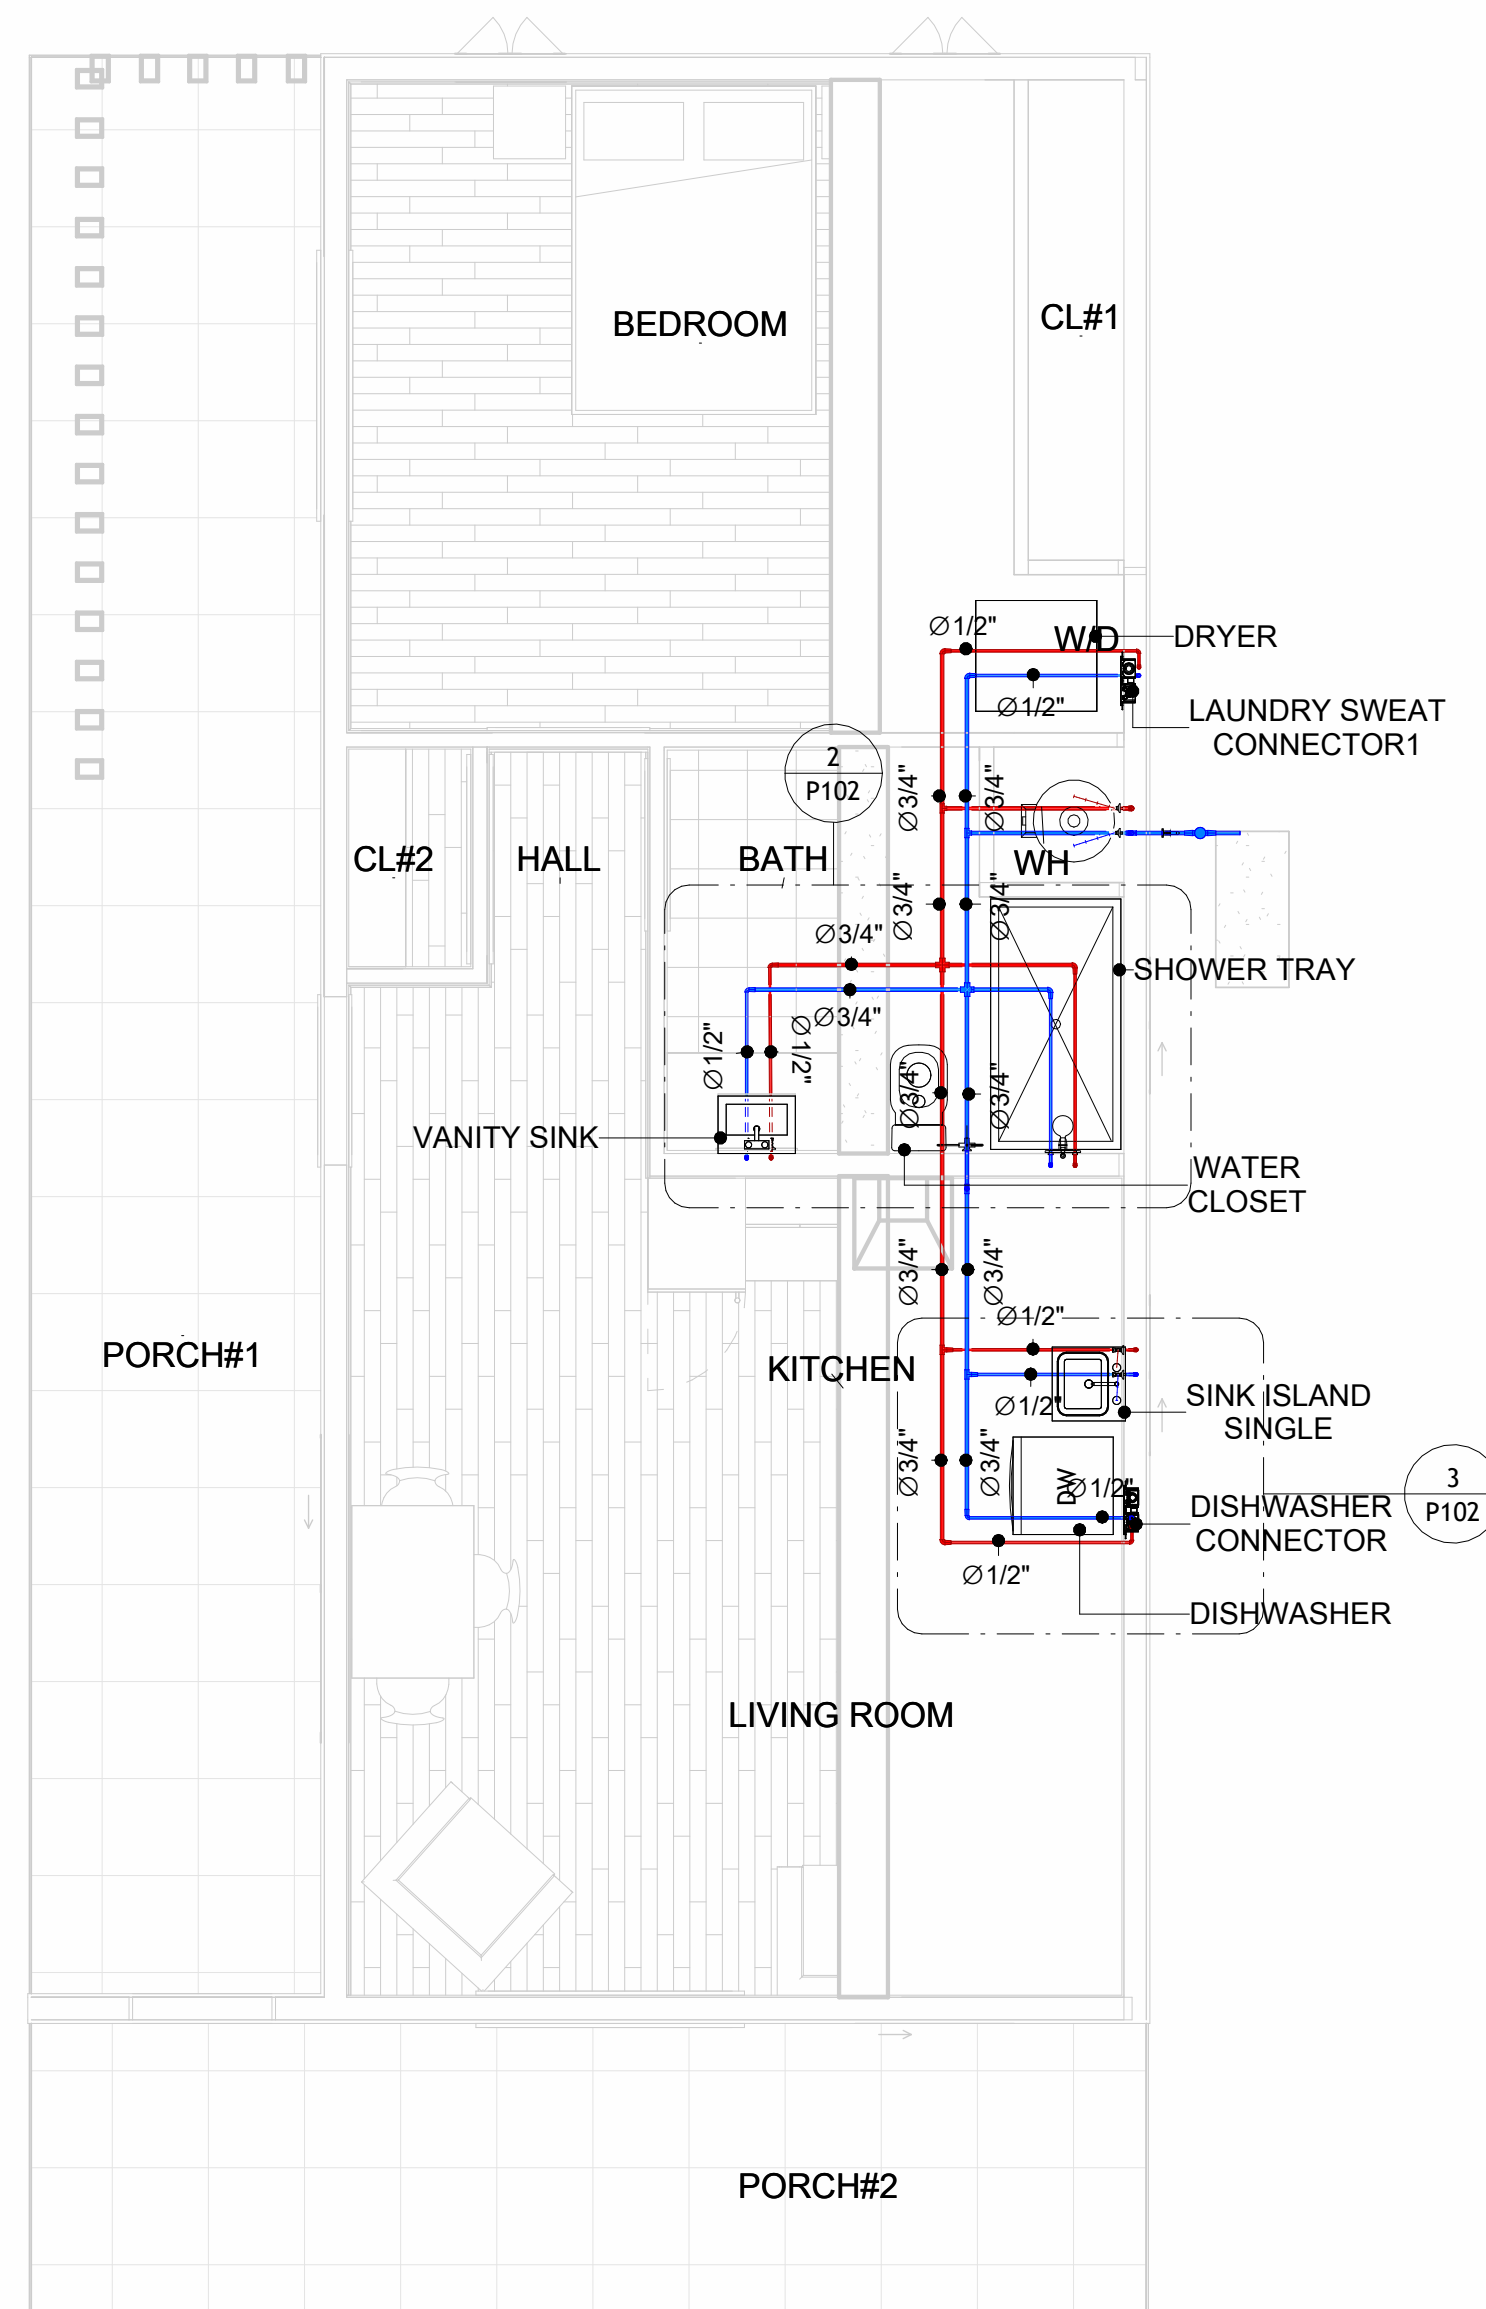 BEDROOM
CL#1
Ø1/2"
W/D
DRYER
Ø1/2"
LAUNDRY SWEAT
CONNECTOR1
2
P102
Ø3/4"
Ø3/4"
CL#2
HALL
BATH
WH
Ø3/4"
Ø3/4"
Ø3/4"
SHOWER TRAY
Ø3/4"
Ø1/2"
Ø1/2"
Ø3/4"
Ø3/4"
VANITY SINK
WATER
CLOSET
Ø3/4"
Ø3/4"
Ø1/2"
PORCH#1
KITCHEN
Ø1/2"
SINK ISLAND
SINGLE
Ø3/4"
Ø3/4"
DW
Ø1/2"
3
P102
DISHWASHER
CONNECTOR
Ø1/2"
DISHWASHER
LIVING ROOM
PORCH#2